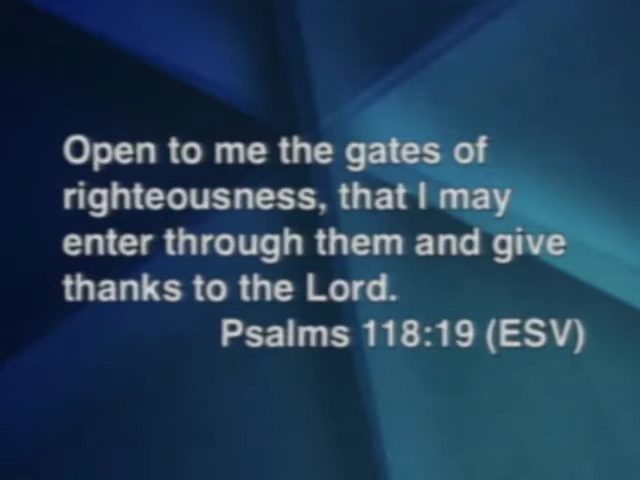 Open to me the gates of
righteousness, that I may
enter through them and give
thanks to the Lord.
Psalms 118:19 (ESV)